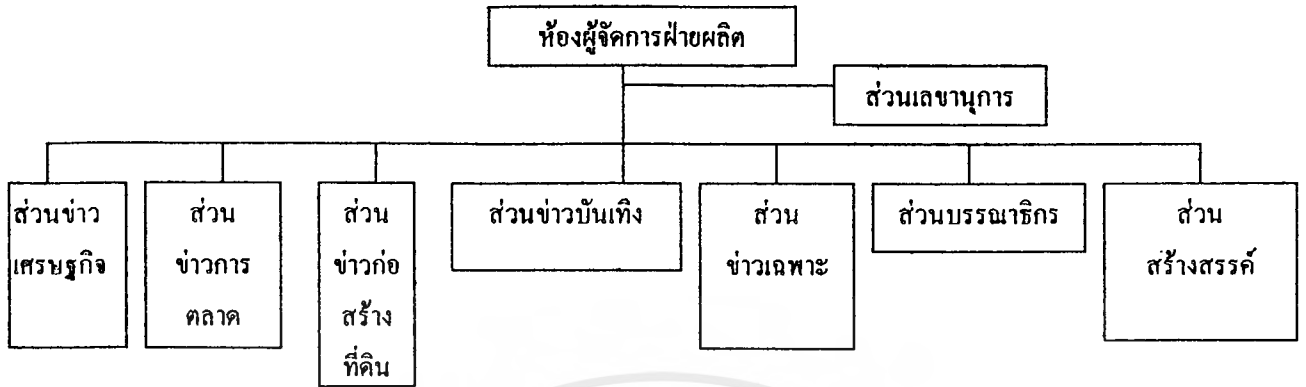 ห้องผู้จัดการฝ่ายผลิต
ส่วนเลขานุการ
ส่วนข่าว
เศรษฐกิจ
ส่วน
ข่าวการ
ตลาด
ส่วน
ข่าวก่อ
สร้าง
ที่ดิน
ส่วนข่าวบันเทิง
ส่วน
ข่าวเฉพาะ
ส่วนบรรณาธิกร
ส่วน
สร้างสรรค์